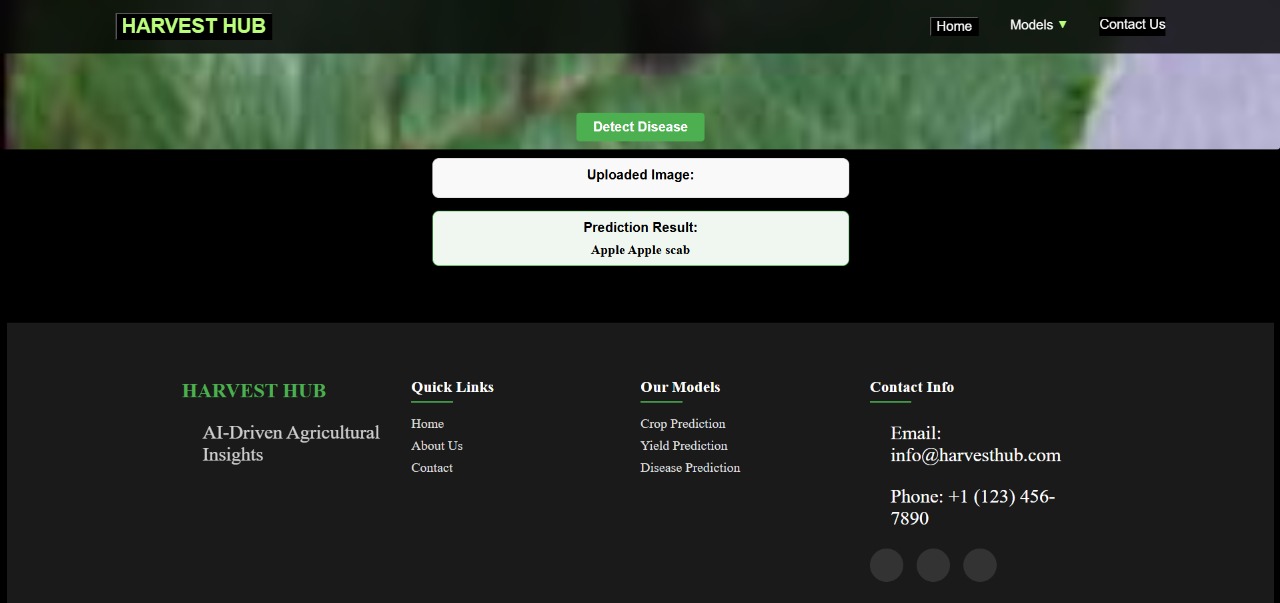 HARVEST HUB
Home
Models ▼
Contact Us
Detect Disease
Uploaded Image:
Prediction Result:
Apple Apple scab
HARVEST HUB
AI-Driven Agricultural
Insights
Quick Links
Home
About Us
Contact
Our Models
Crop Prediction
Yield Prediction
Disease Prediction
Contact Info
Email:
info@harvesthub.com
Phone: +1 (123) 456-
7890